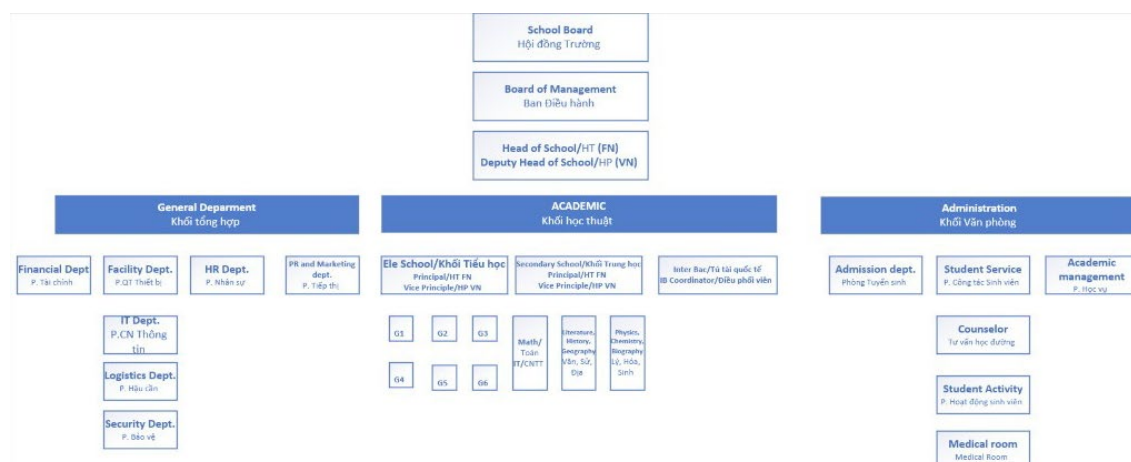 School Board
Hội đồng Trường
Board of Management
Ban Điều hành
Head of School/HT (FN)
Deputy Head of School/HP (VN)
General Deparment
Khối tổng hợp
ACADEMIC
Khối học thuật
Administration
Khối Văn phòng
Financial Dept
P. Tài chính
Facility Dept.
P.QT Thiết bị
HR Dept.
P. Nhân sự
PR and Marketing
dept.
P. Tiếp thị
Ele School/Khối Tiểu học
Principal/HT FN
Vice Principle/HP VN
Secondary School/Khối Trung học
Principal/HT FN
Vice Principle/HP VN
Inter Bac/Tú tài quốc tế
IB Coordinator/Điều phối viên
Admission dept.
Phòng Tuyển sinh
Student Service
P. Công tác Sinh viên
Academic
management
P. Học vụ
IT Dept.
P.CN Thông
tin
Logistics Dept.
P. Hậu cần
Security Dept.
P. Bảo vệ
G1
G2
G3
G4
G5
G6
Math/
Toán
IT/CNTT
Literature,
History,
Geography
Văn, Sử,
Địa
Physics,
Chemistry,
Biography
Lý, Hóa,
Sinh
Counselor
Tư vấn học đường
Student Activity
P. Hoạt động sinh viên
Medical room
Medical Room